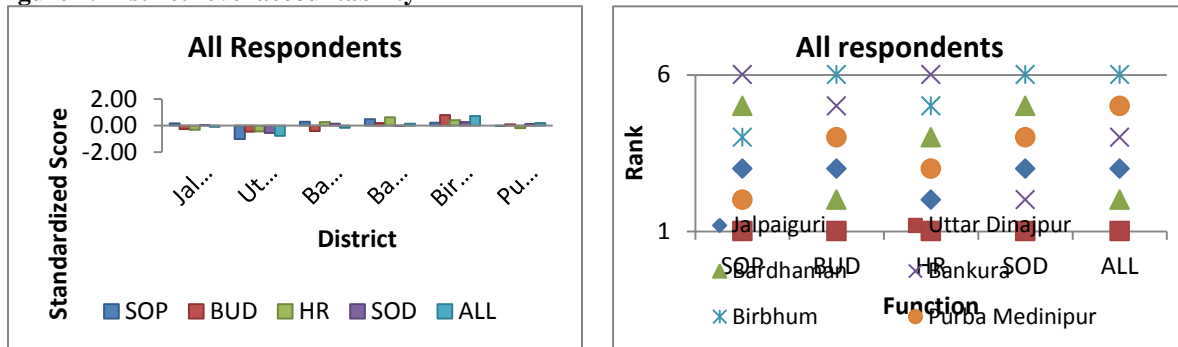 All Respondents
Standardized Score
2.00
0.00
-2.00
Jal...
Ut...
Ba...
Ba...
Bir...
Pu...
District
SOP BUD HR SOD ALL
All respondents
Rank
6
1
SOP BUD HR SOD ALL
Function
Jalpaiguri Uttar Dinajpur
Bardhaman Bankura
Birbhum Purba Medinipur